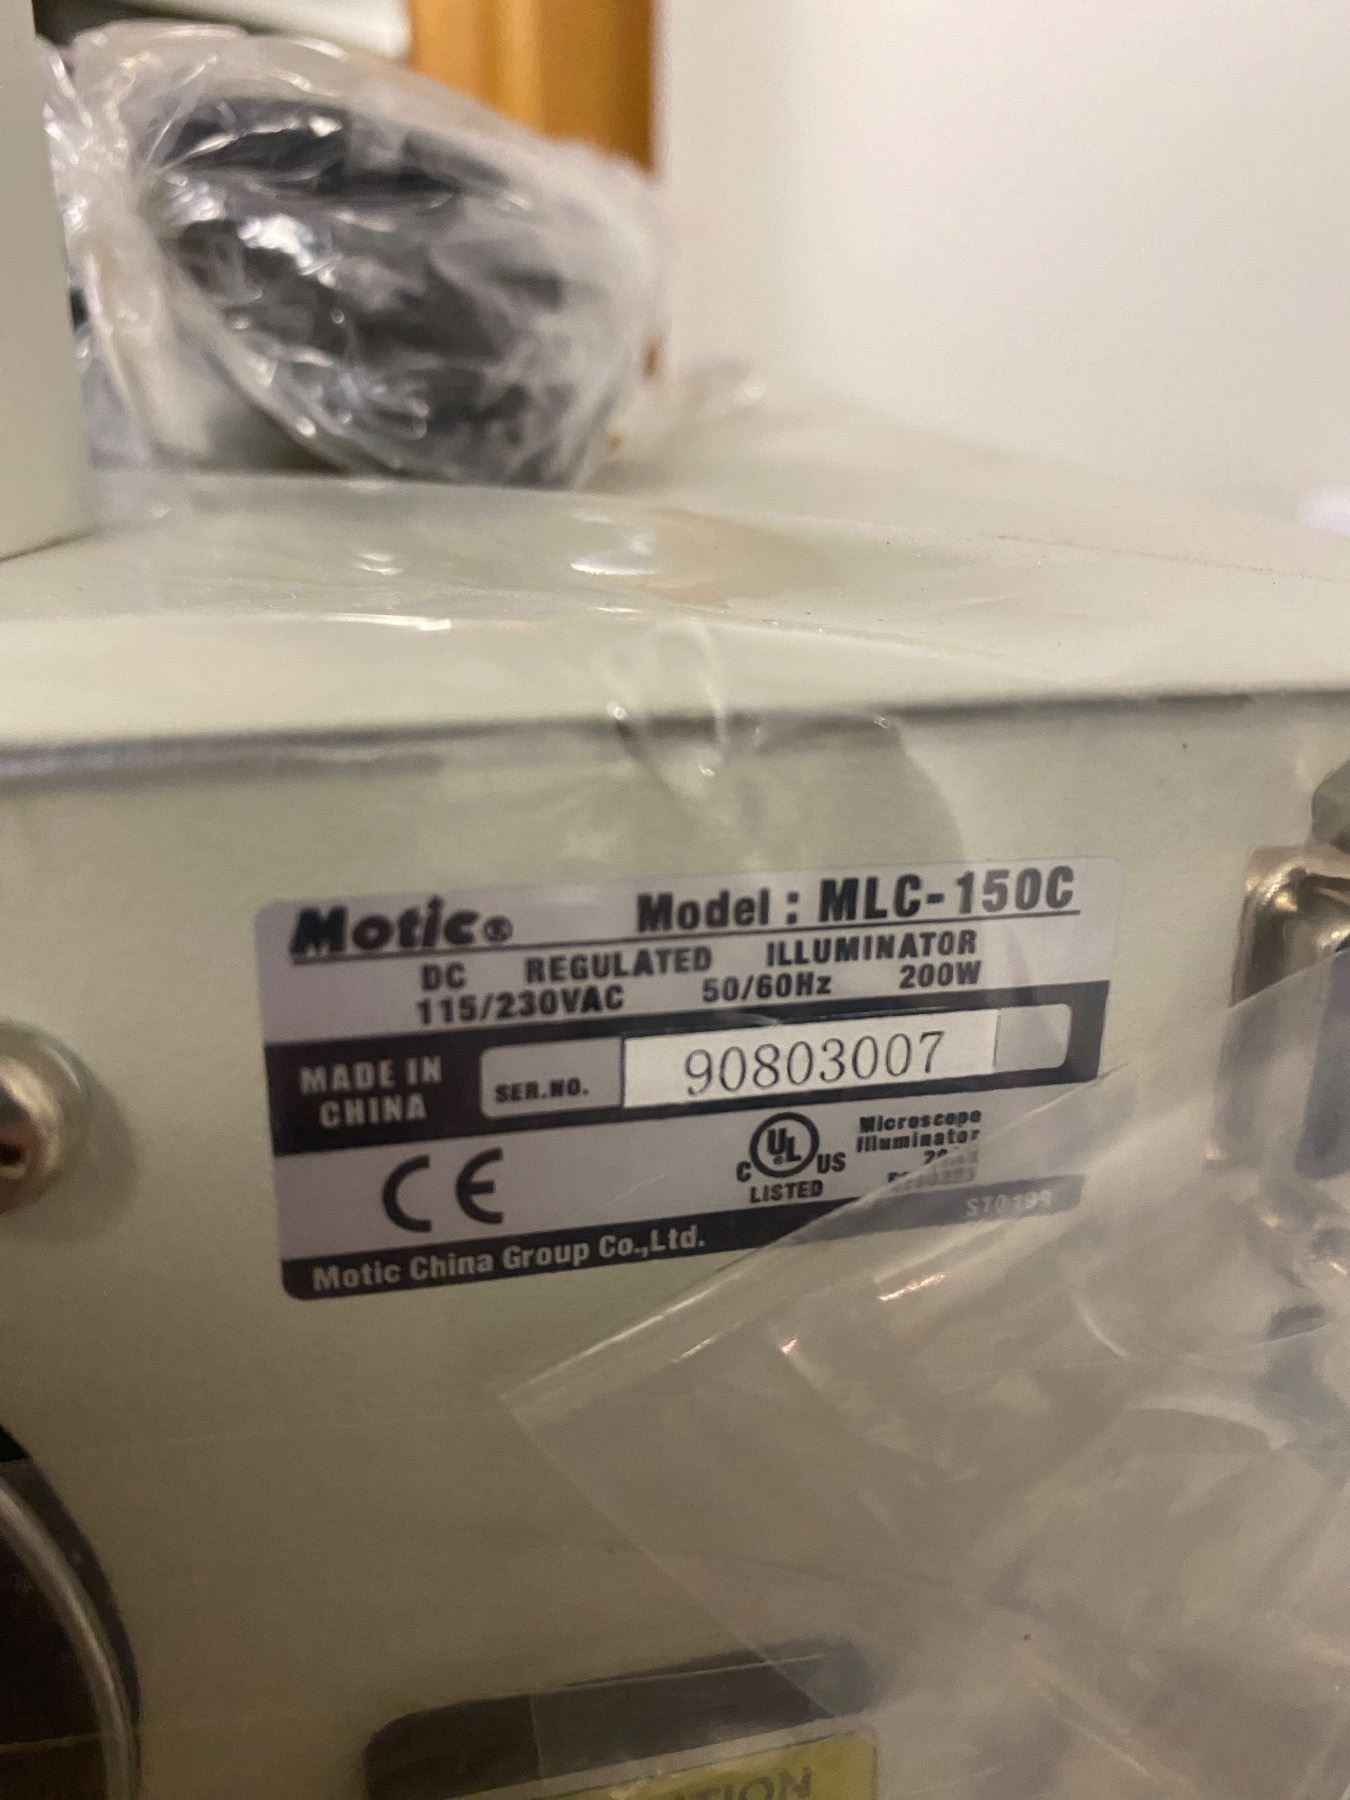 Motic® Model : MLC-150C
DC REGULATED ILLUMINATOR
115/230VAC 50/60Hz 200W
MADE IN
CHINA
SER.NO. 90803007
CE
C UL US
LISTED
Microscope
Illuminator
Motic China Group Co.,Ltd.